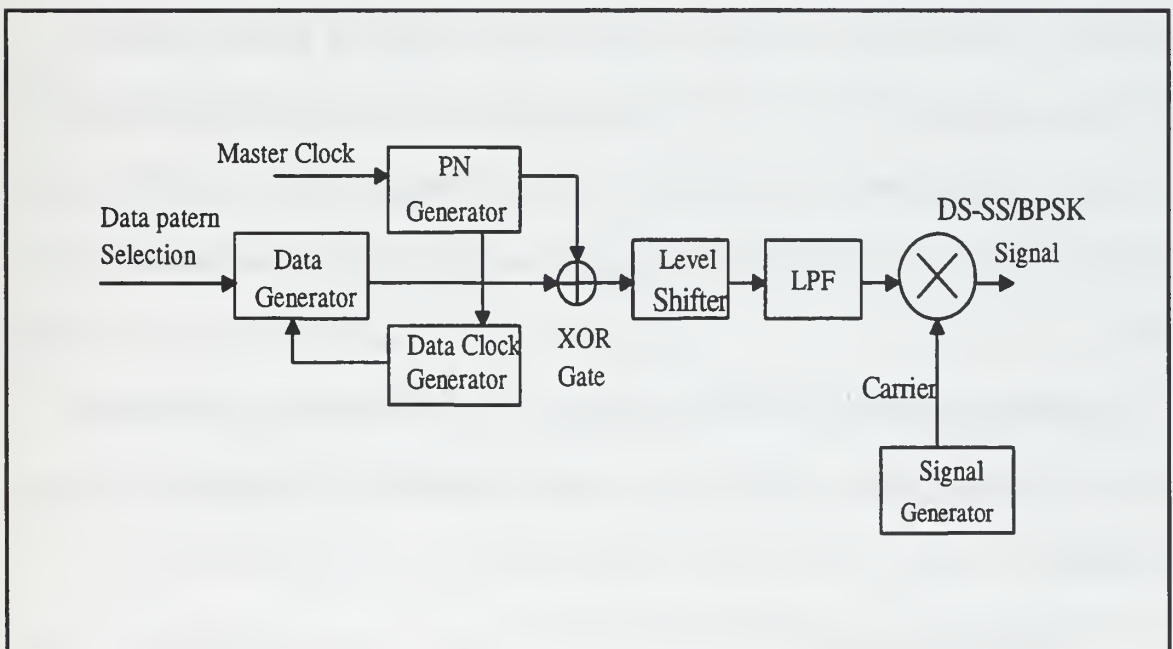 Master Clock
PN
Generator
Data patern
Selection
Data
Generator
Data Clock
Generator
XOR
Gate
Level
Shifter
LPF
DS-SS/BPSK
Signal
Carrier
Signal
Generator